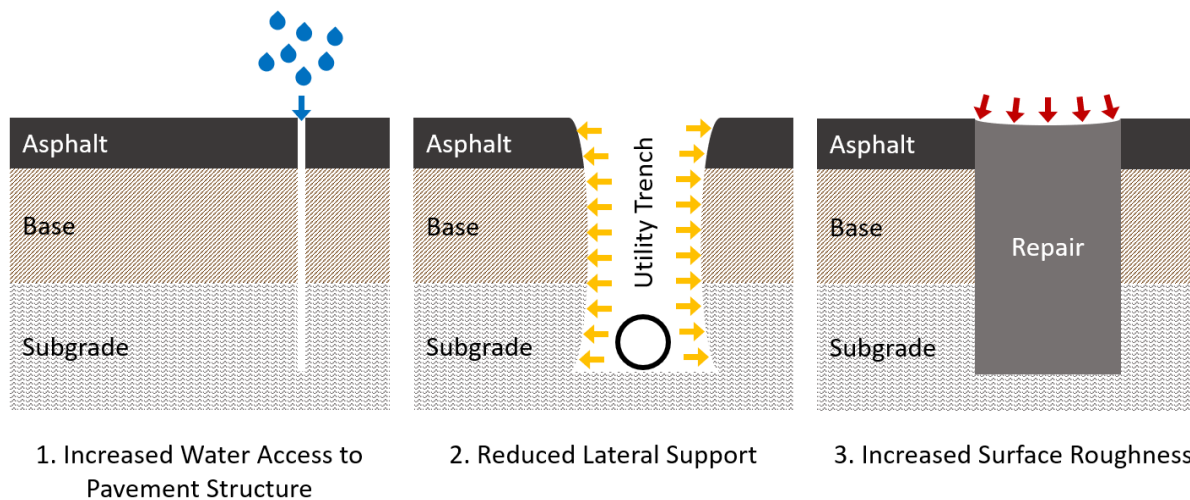 Asphalt
Base
Subgrade
1. Increased Water Access to
Pavement Structure
Asphalt
Base
Subgrade
Utility Trench
2. Reduced Lateral Support
Asphalt
Base
Subgrade
Repair
3. Increased Surface Roughness